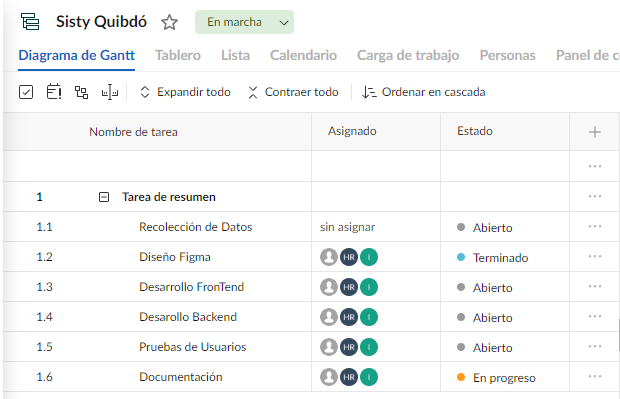 Sisty Quibdó En marcha
Diagrama de Gantt Tablero Lista Calendario Carga de trabajo Personas Panel de c
Expandir todo Contraer todo Ordenar en cascada
Nombre de tarea Asignado Estado
1 Tarea de resumen
1.1 Recolección de Datos sin asignar Abierto
1.2 Diseño Figma HR I Terminado
1.3 Desarrollo FronTend HR I Abierto
1.4 Desarollo Backend HR I Abierto
1.5 Pruebas de Usuarios HR I Abierto
1.6 Documentación HR I En progreso